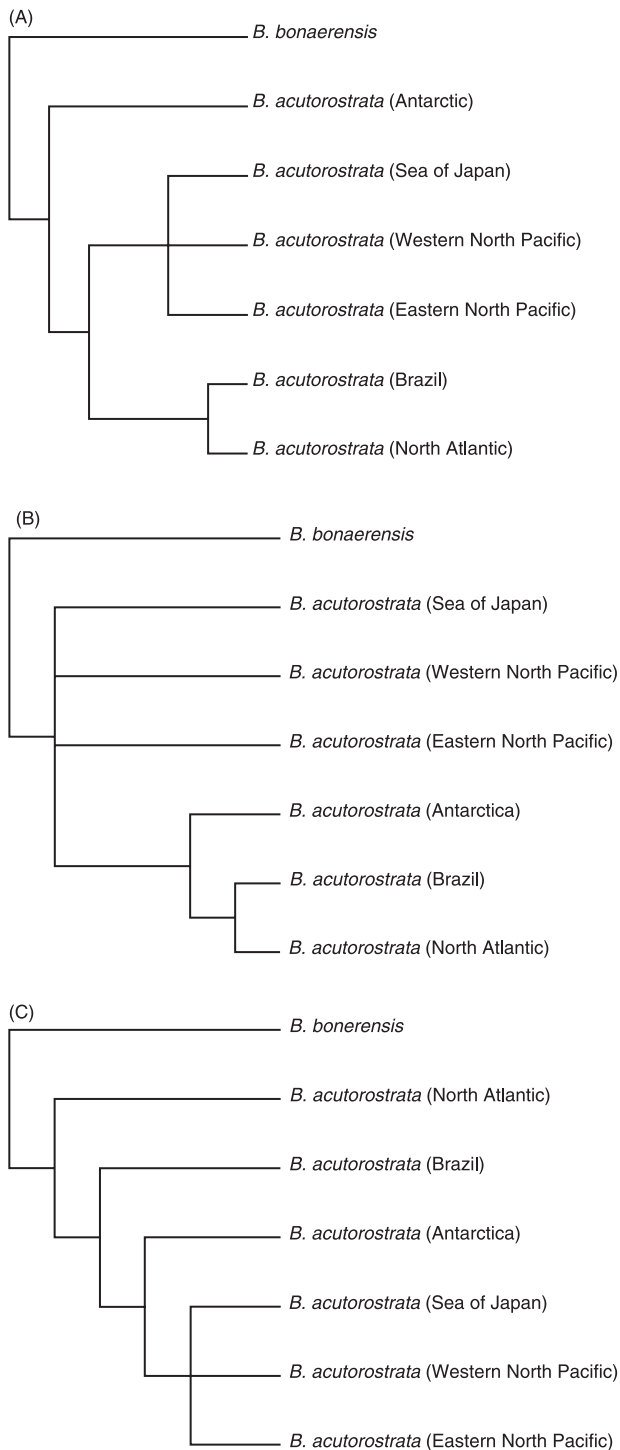 (A)
B. bonaerensis
B. acutorostrata (Antarctic)
B. acutorostrata (Sea of Japan)
B. acutorostrata (Western North Pacific)
B. acutorostrata (Eastern North Pacific)
B. acutorostrata (Brazil)
B. acutorostrata (North Atlantic)
(B)
B. bonaerensis
B. acutorostrata (Sea of Japan)
B. acutorostrata (Western North Pacific)
B. acutorostrata (Eastern North Pacific)
B. acutorostrata (Antarctica)
B. acutorostrata (Brazil)
B. acutorostrata (North Atlantic)
(C)
B. bonerensis
B. acutorostrata (North Atlantic)
B. acutorostrata (Brazil)
B. acutorostrata (Antarctica)
B. acutorostrata (Sea of Japan)
B. acutorostrata (Western North Pacific)
B. acutorostrata (Eastern North Pacific)